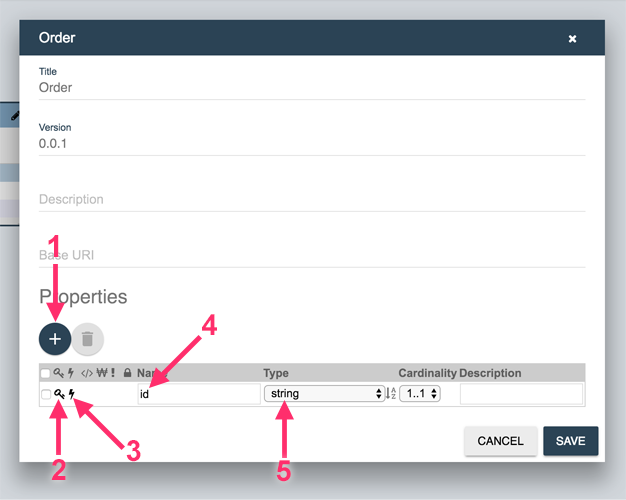 Order
Title
Order
Version
0.0.1
Description
1
Base URI
Properties
4
Name Type Cardinality Description
id string 1..1
2 3 5
CANCEL SAVE